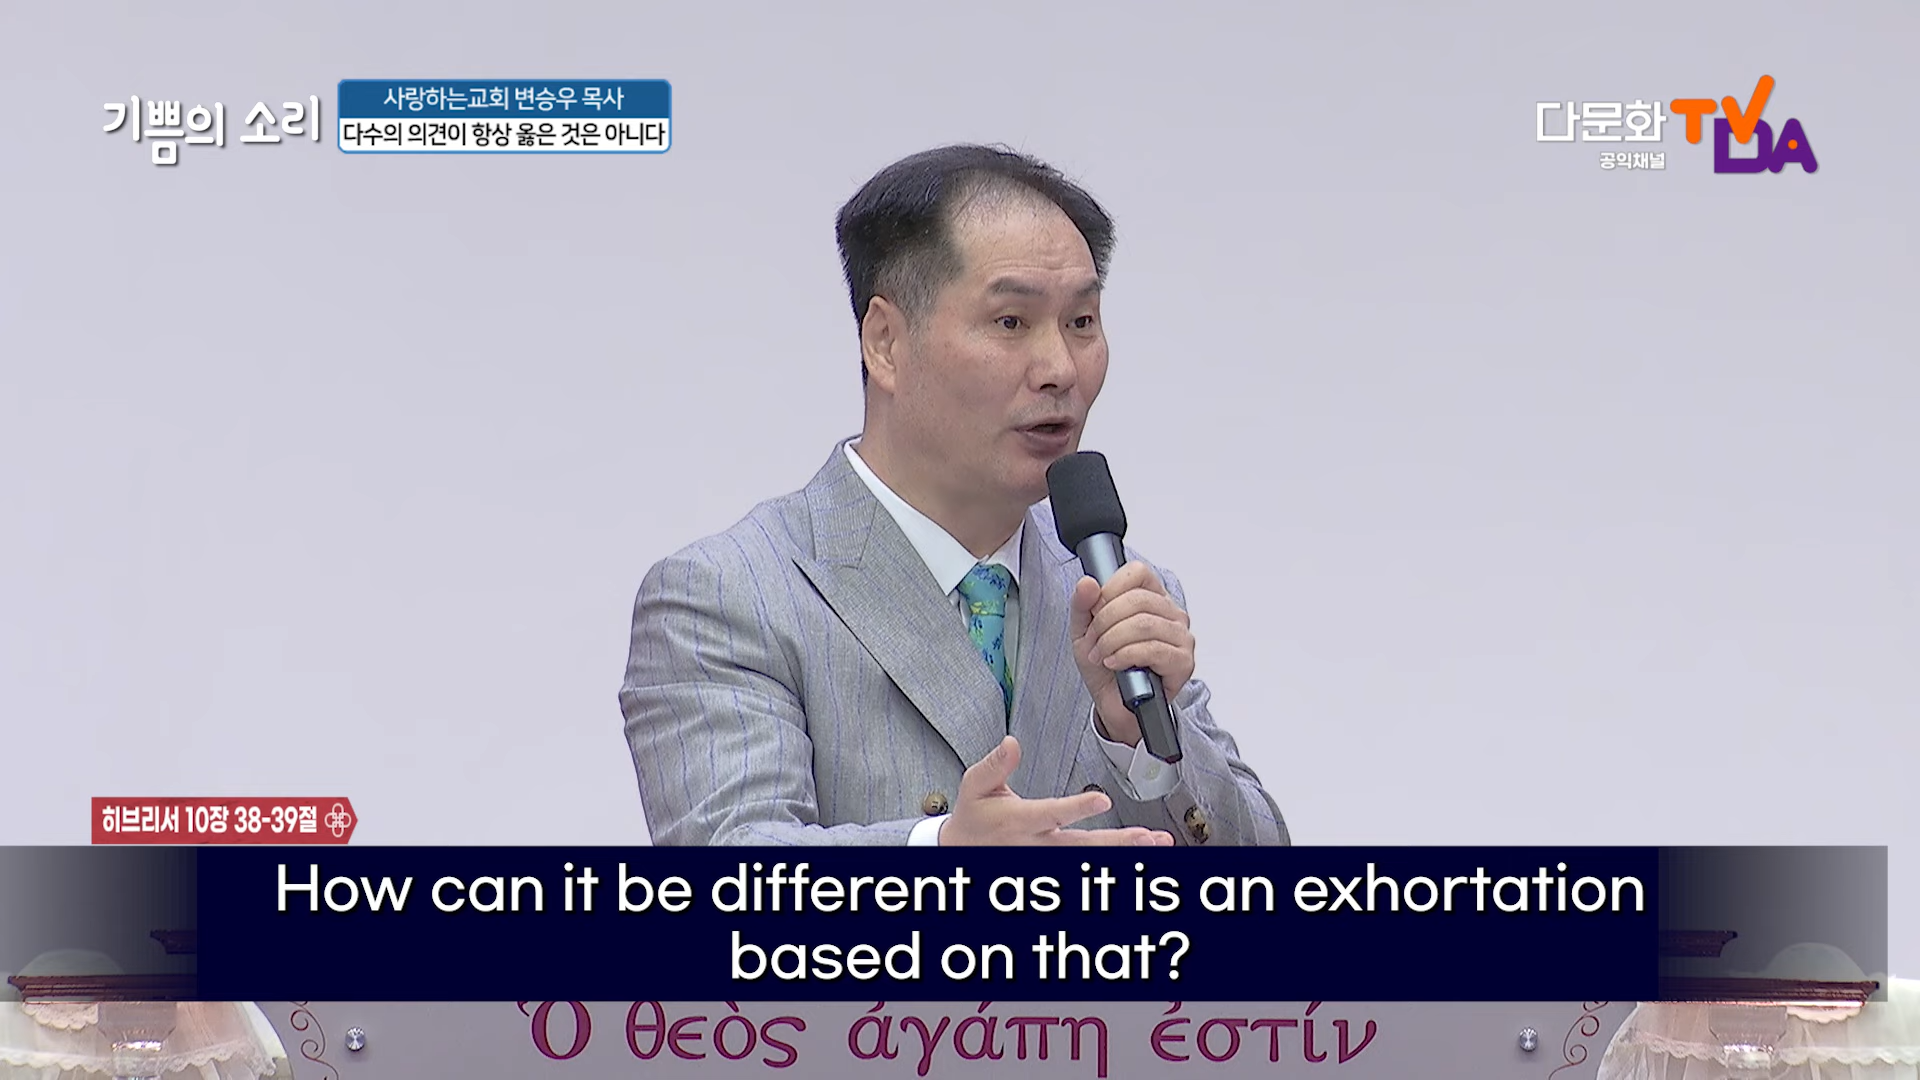 기쁨의 소리
사랑하는교회 변승우 목사
다수의 의견이 항상 옳은 것은 아니다
다문화 TV
DA
공익채널
히브리서 10장 38-39절
How can it be different as it is an exhortation
based on that?
Ὁ θεὸς ἀγάπη ἐστίν